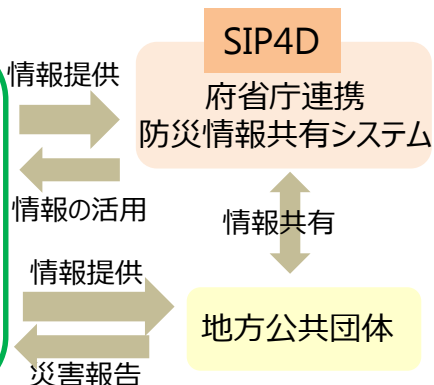 SIP4D
情報提供
府省庁連携
防災情報共有システム
情報の活用
情報共有
情報提供
地方公共団体
災害報告